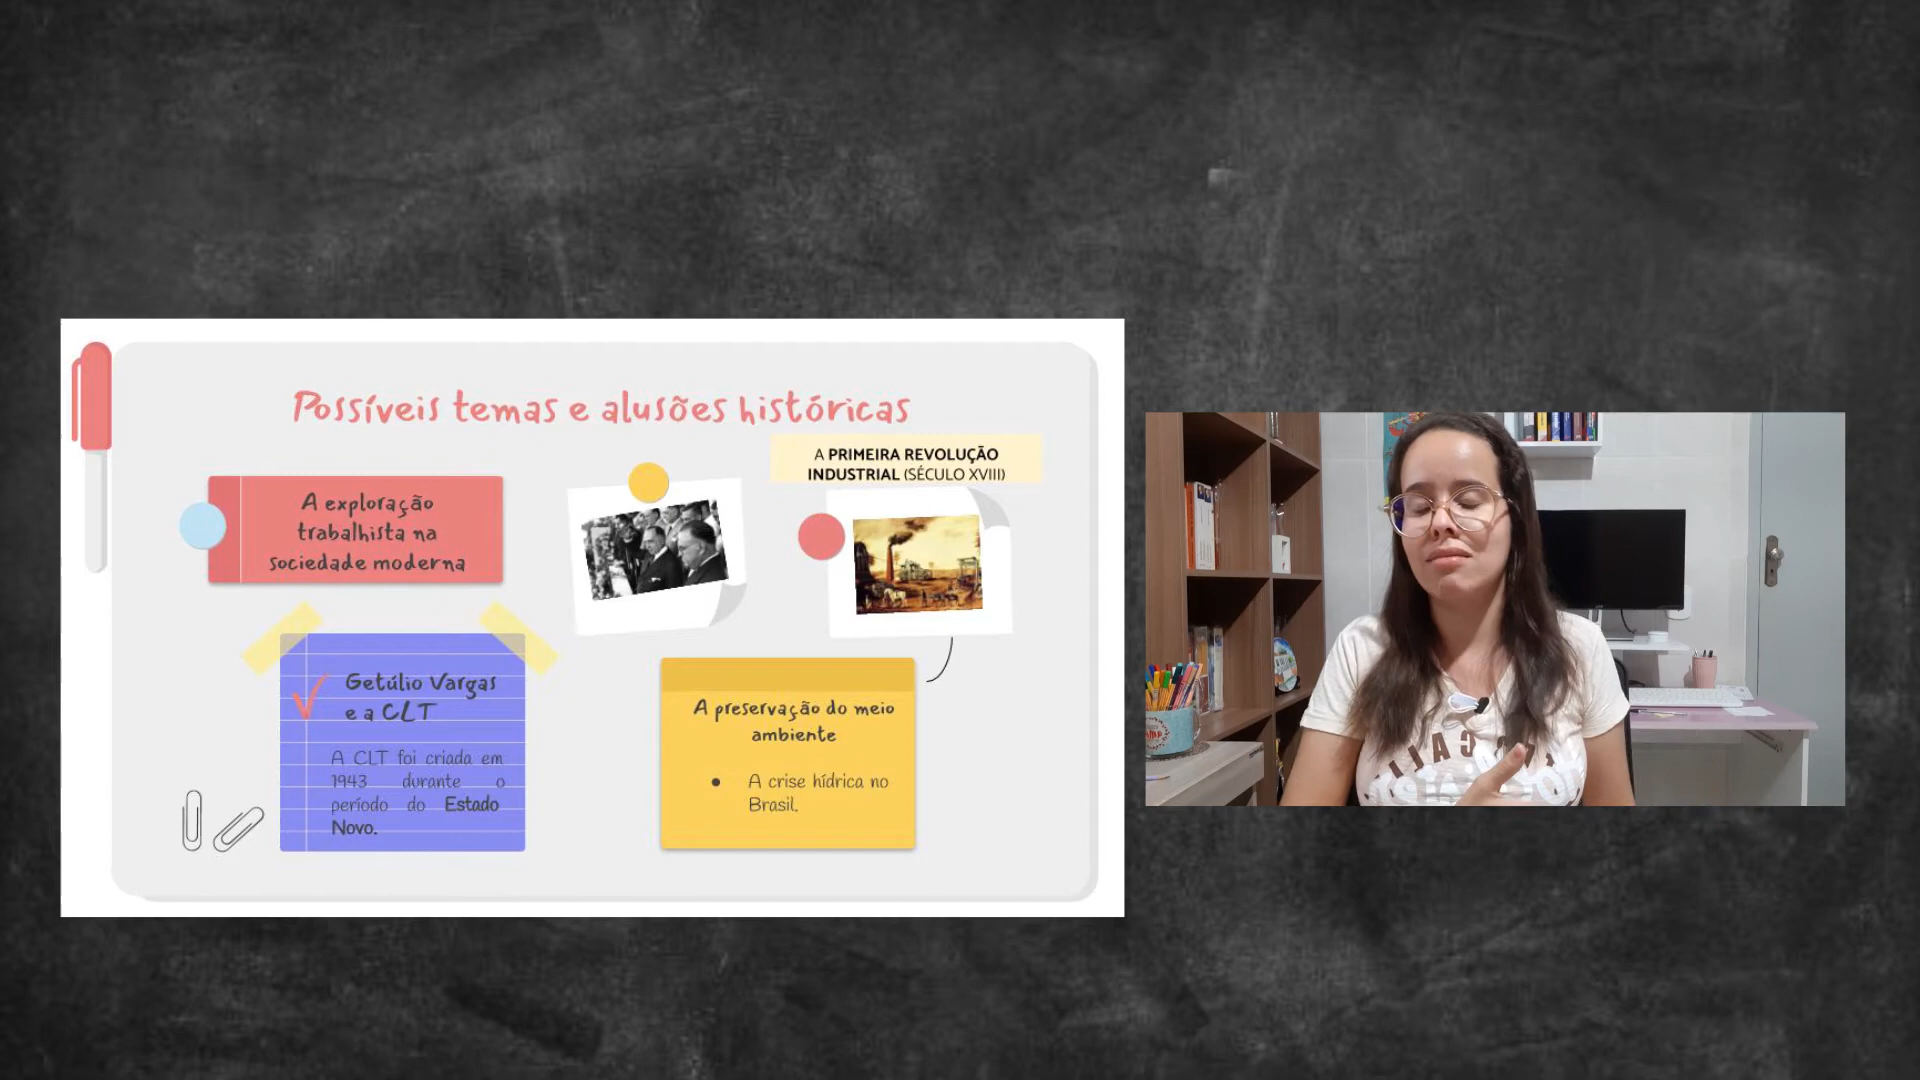 Possíveis temas e alusões históricas
A PRIMEIRA REVOLUÇÃO
INDUSTRIAL (SÉCULO XVIII)
A exploração
trabalhista na
sociedade moderna
Getúlio Vargas
e a CLT
A CLT foi criada em
1943 durante o
período do Estado
Novo.
A preservação do meio
ambiente
• A crise hídrica no
Brasil.